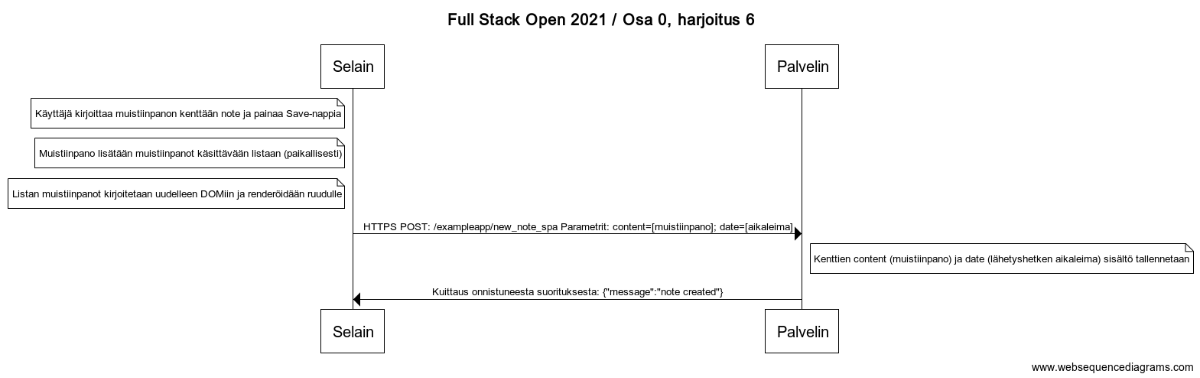 Full Stack Open 2021 / Osa 0, harjoitus 6
Selain
Palvelin
Käyttäjä kirjoittaa muistiinpanon kenttään note ja painaa Save-nappia
Muistiinpano lisätään muistiinpanot käsittävään listaan (paikallisesti)
Listan muistiinpanot kirjoitetaan uudelleen DOMiin ja renderöidään ruudulle
HTTPS POST: /exampleapp/new_note_spa Parametrit: content=[muistiinpano]; date=[aikaleima]
Kenttien content (muistiinpano) ja date (lähetyshetken aikaleima) sisältö tallennetaan
Kuittaus onnistuneesta suorituksesta: {"message":"note created"}
Selain
Palvelin
www.websequencediagrams.com